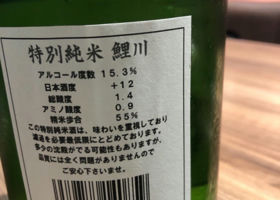 特別純米 鯉川
アルコール度数 15.3%
日本酒度 +12
総酸度 1.4
アミノ酸度 0.9
精米歩合 55%
この特別純米酒は、味わいを重視しており
濾過を必要最低限にとどめております。
多少の沈殿がでる可能性もありますが、
品質には全く問題がありませんので
ご安心下さいませ。